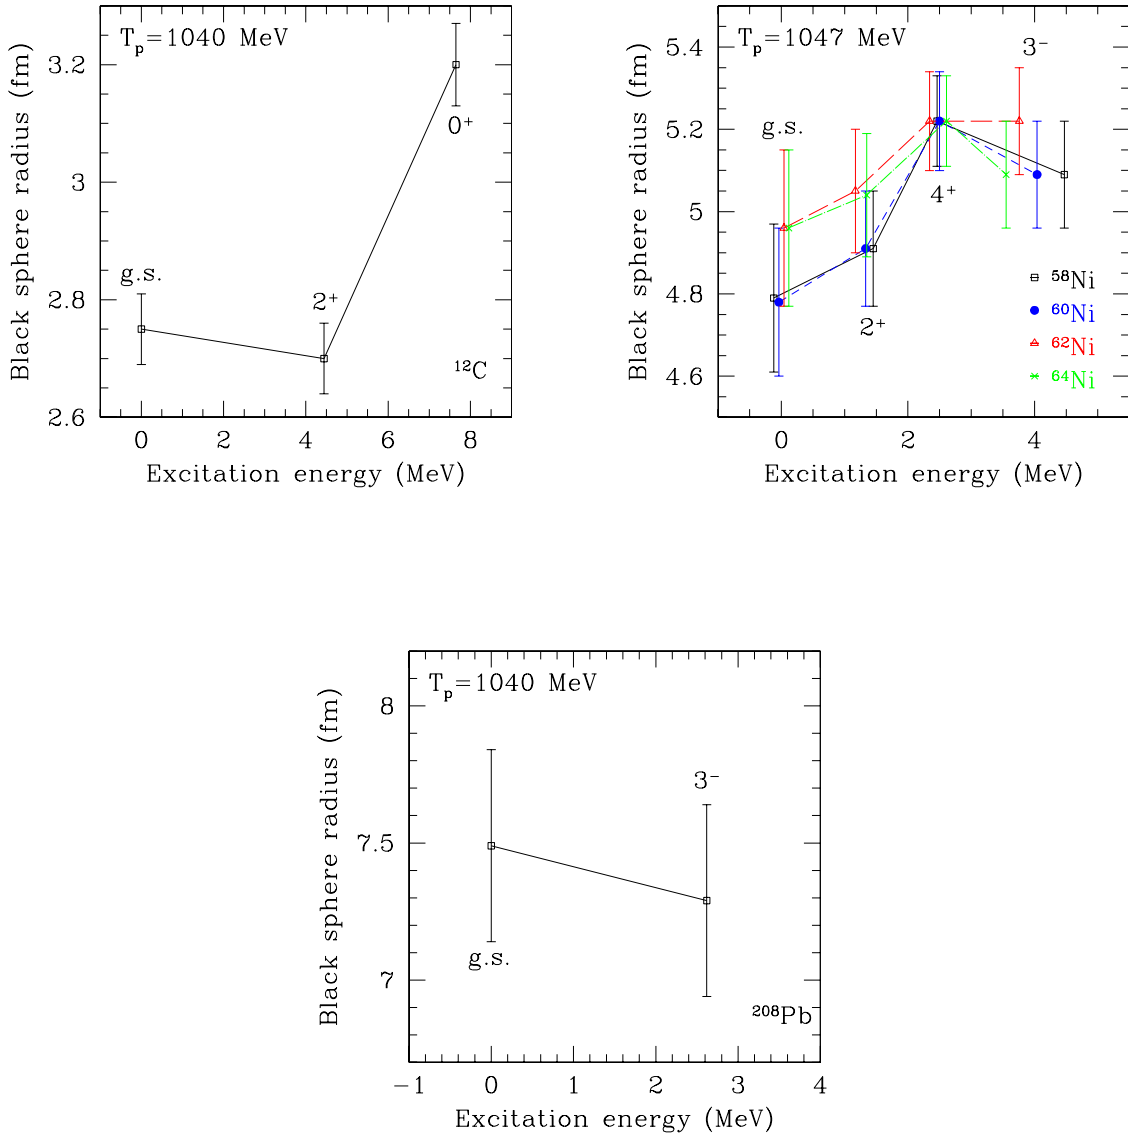 T_p=1040 MeV
3.2
3
2.8
2.6
Black sphere radius (fm)
g.s.
2⁺
0⁺
¹²C
0 2 4 6 8
Excitation energy (MeV)
T_p=1047 MeV
5.4
5.2
5
4.8
4.6
Black sphere radius (fm)
g.s.
3⁻
4⁺
2⁺
⁵⁸Ni
⁶⁰Ni
⁶²Ni
⁶⁴Ni
0 2 4
Excitation energy (MeV)
T_p=1040 MeV
8
7.5
7
Black sphere radius (fm)
3⁻
g.s.
²⁰⁸Pb
−1 0 1 2 3 4
Excitation energy (MeV)